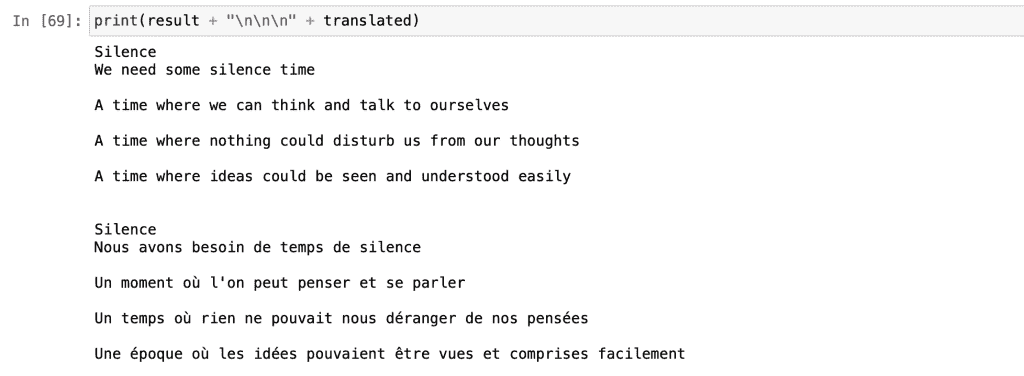 In [69]: print(result + "\n\n\n" + translated)
Silence
We need some silence time
A time where we can think and talk to ourselves
A time where nothing could disturb us from our thoughts
A time where ideas could be seen and understood easily
Silence
Nous avons besoin de temps de silence
Un moment où l'on peut penser et se parler
Un temps où rien ne pouvait nous déranger de nos pensées
Une époque où les idées pouvaient être vues et comprises facilement